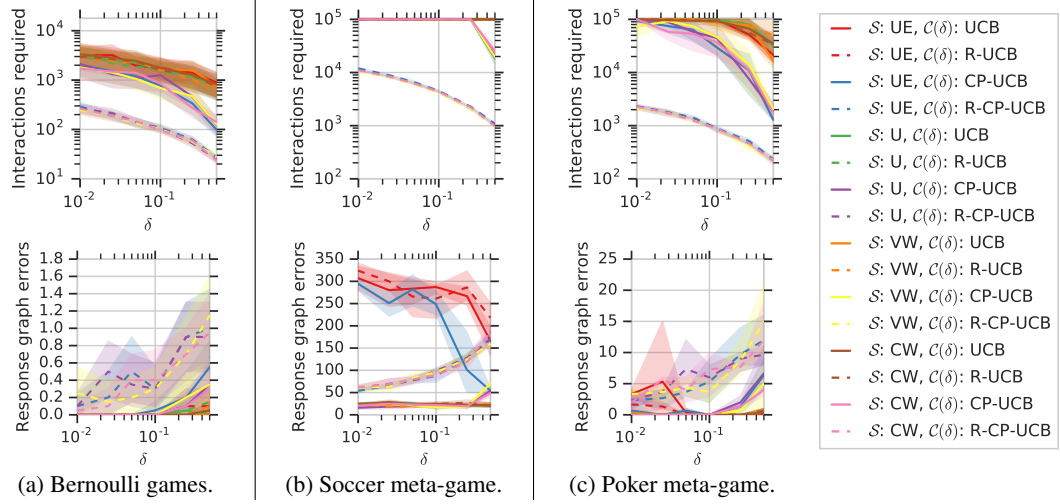 Interactions required
10^4
10^3
10^2
10^1
10^-2
10^-1
δ
Response graph errors
1.8
1.6
1.4
1.2
1.0
0.8
0.6
0.4
0.2
0.0
10^-2
10^-1
δ
(a) Bernoulli games.
Interactions required
10^5
10^4
10^3
10^2
10^-2
10^-1
δ
Response graph errors
350
300
250
200
150
100
50
0
10^-2
10^-1
δ
(b) Soccer meta-game.
Interactions required
10^5
10^4
10^3
10^2
10^-2
10^-1
δ
Response graph errors
25
20
15
10
5
0
10^-2
10^-1
δ
(c) Poker meta-game.
𝒮: UE, 𝒞(δ): UCB
𝒮: UE, 𝒞(δ): R-UCB
𝒮: UE, 𝒞(δ): CP-UCB
𝒮: UE, 𝒞(δ): R-CP-UCB
𝒮: U, 𝒞(δ): UCB
𝒮: U, 𝒞(δ): R-UCB
𝒮: U, 𝒞(δ): CP-UCB
𝒮: U, 𝒞(δ): R-CP-UCB
𝒮: VW, 𝒞(δ): UCB
𝒮: VW, 𝒞(δ): R-UCB
𝒮: VW, 𝒞(δ): CP-UCB
𝒮: VW, 𝒞(δ): R-CP-UCB
𝒮: CW, 𝒞(δ): UCB
𝒮: CW, 𝒞(δ): R-UCB
𝒮: CW, 𝒞(δ): CP-UCB
𝒮: CW, 𝒞(δ): R-CP-UCB